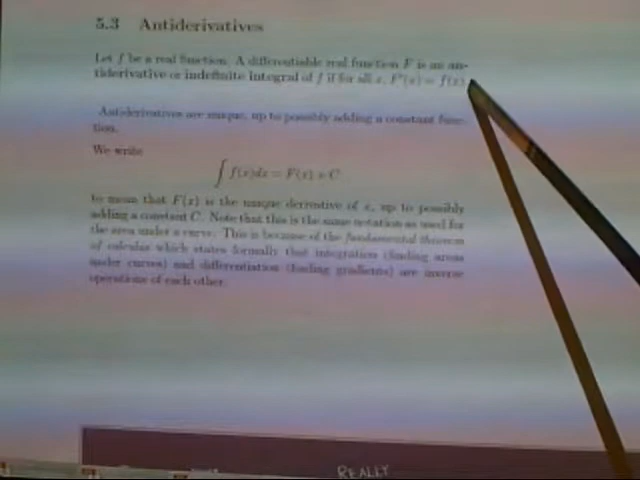 5.3 Antiderivatives
Let f be a real function. A differentiable real function F is an an-
tiderivative or indefinite integral of f if for all x, F'(x) = f(x)
Antiderivatives are unique, up to possibly adding a constant func-
tion.
We write
∫ f(x)dx = F(x) + C
to mean that F(x) is the unique derivative of x, up to possibly
adding a constant C. Note that this is the same notation as used for
the area under a curve. This is because of the fundamental theorem
of calculus which states formally that integration (finding areas
under curves) and differentiation (finding gradients) are inverse
operations of each other.
REALLY